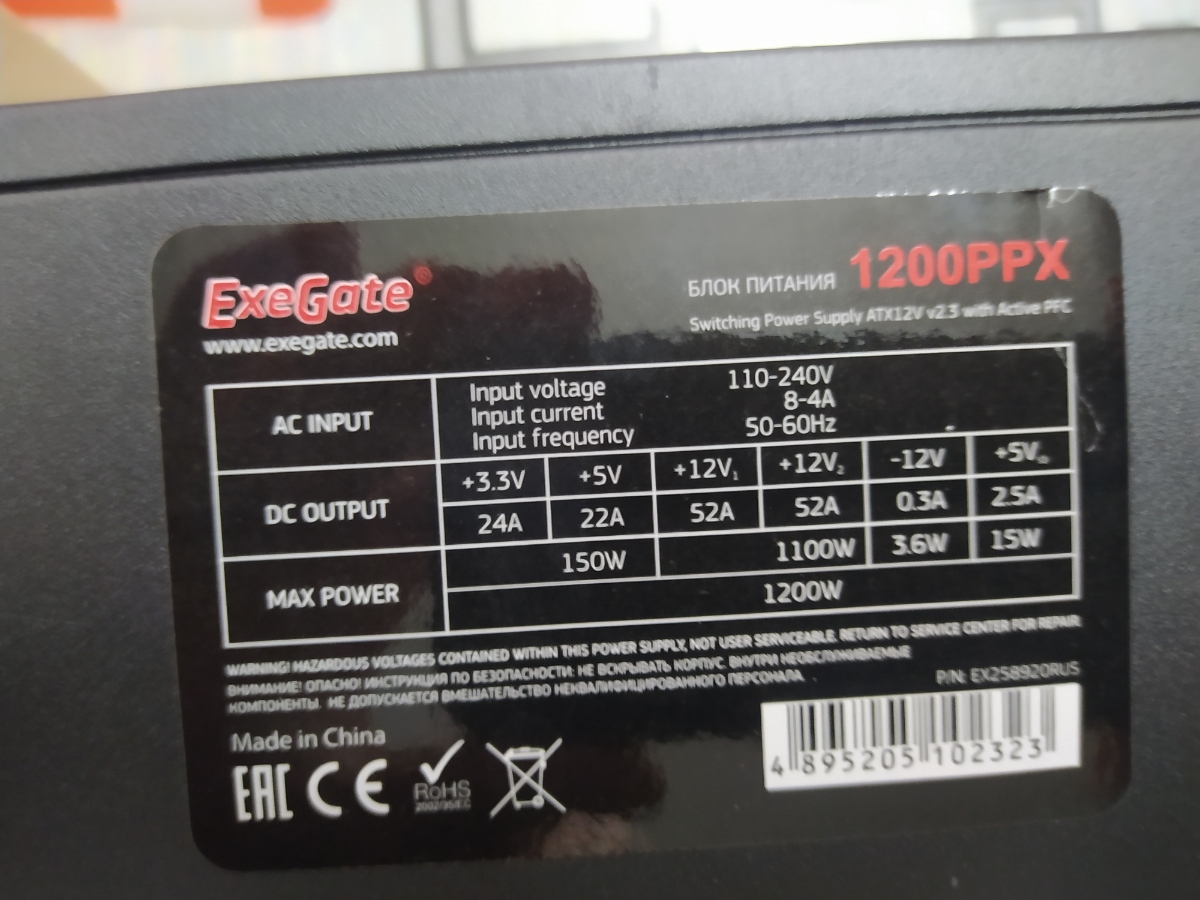 ExeGate®
www.exegate.com
БЛОК ПИТАНИЯ 1200PPX
Switching Power Supply ATX12V v2.3 with Active PFC
AC INPUT
Input voltage 110-240V
Input current 8-4A
Input frequency 50-60Hz
DC OUTPUT
+3.3V +5V +12V₁ +12V₂ -12V +5V
24A 22A 52A 52A 0.3A 2.5A
MAX POWER
150W 1100W 3.6W 15W
1200W
WARNING! HAZARDOUS VOLTAGES CONTAINED WITHIN THIS POWER SUPPLY, NOT USER SERVICEABLE. RETURN TO SERVICE CENTER FOR REPAIR.
ВНИМАНИЕ! ОПАСНО! ИНСТРУКЦИЯ ПО БЕЗОПАСНОСТИ: НЕ ВСКРЫВАТЬ КОРПУС. ВНУТРИ НЕОБСЛУЖИВАЕМЫЕ
КОМПОНЕНТЫ. НЕ ДОПУСКАЕТСЯ ВМЕШАТЕЛЬСТВО НЕКВАЛИФИЦИРОВАННОГО ПЕРСОНАЛА.
P/N: EX258920RUS
Made in China
EAC CE RoHS
2002/95/EC
4 895205 102323